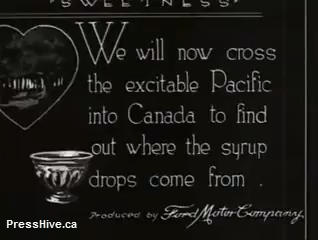 "SWEETNESS"
We will now cross
the excitable Pacific
into Canada to find
out where the syrup
drops come from .
Produced by Ford Motor Company
PressHive.ca